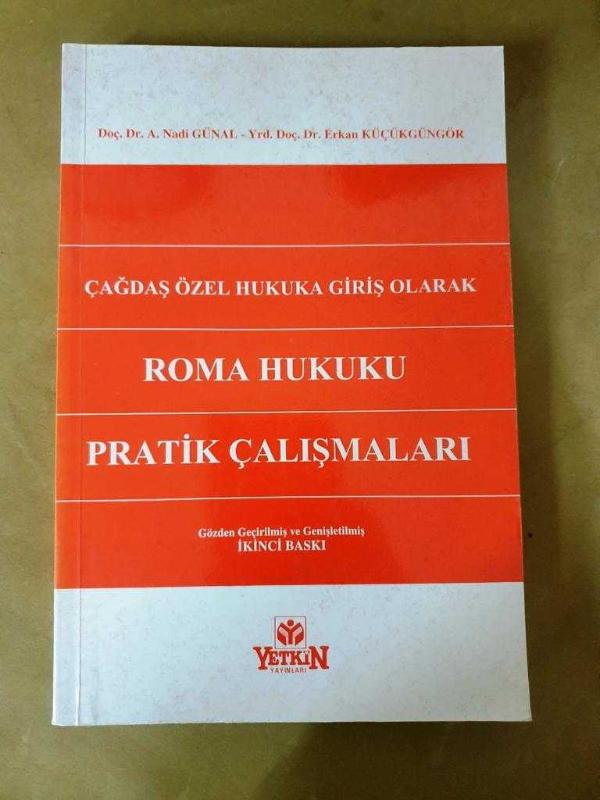 Doç. Dr. A. Nadi GÜNAL - Yrd. Doç. Dr. Erkan KÜÇÜKGÜNGÖR
ÇAĞDAŞ ÖZEL HUKUKA GİRİŞ OLARAK
ROMA HUKUKU
PRATİK ÇALIŞMALARI
Gözden Geçirilmiş ve Genişletilmiş
İKİNCİ BASKI
YETKİN
YAYINLARI